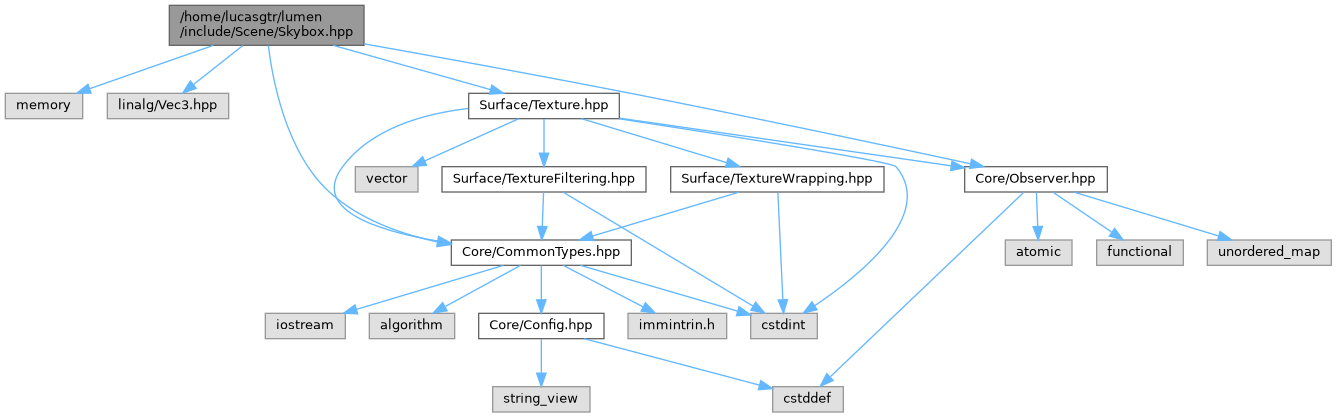 /home/lucasgtr/lumen
/include/Scene/Skybox.hpp
memory
linalg/Vec3.hpp
Surface/Texture.hpp
vector
Surface/TextureFiltering.hpp
Surface/TextureWrapping.hpp
Core/Observer.hpp
Core/CommonTypes.hpp
atomic
functional
unordered_map
iostream
algorithm
Core/Config.hpp
immintrin.h
cstdint
string_view
cstddef